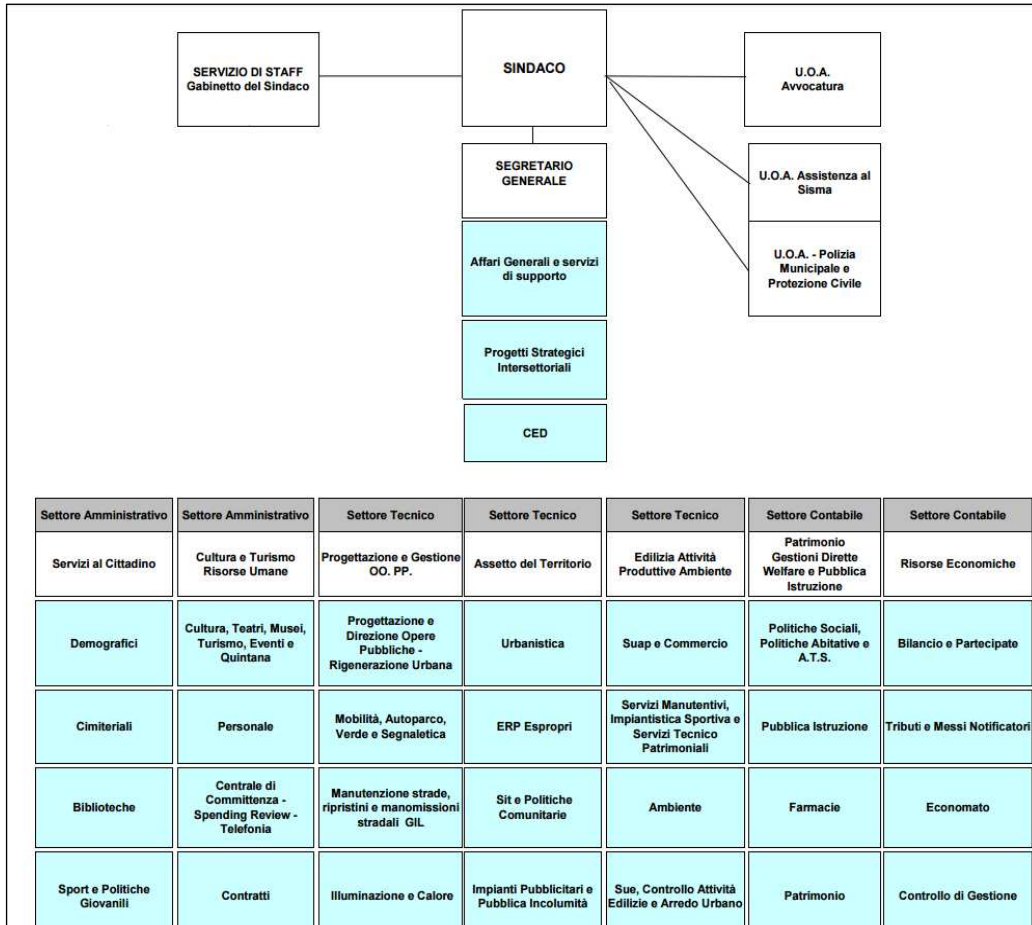 SERVIZIO DI STAFF
Gabinetto del Sindaco
SINDACO
U.O.A.
Avvocatura
SEGRETARIO
GENERALE
U.O.A. Assistenza al
Sisma
Affari Generali e servizi
di supporto
U.O.A. - Polizia
Municipale e
Protezione Civile
Progetti Strategici
Intersettoriali
CED
Settore Amministrativo
Settore Amministrativo
Settore Tecnico
Settore Tecnico
Settore Tecnico
Settore Contabile
Settore Contabile
Servizi al Cittadino
Cultura e Turismo
Risorse Umane
Progettazione e Gestione
OO. PP.
Assetto del Territorio
Edilizia Attività
Produttive Ambiente
Patrimonio
Gestioni Dirette
Welfare e Pubblica
Istruzione
Risorse Economiche
Demografici
Cultura, Teatri, Musei,
Turismo, Eventi e
Quintana
Progettazione e
Direzione Opere
Pubbliche -
Rigenerazione Urbana
Urbanistica
Suap e Commercio
Politiche Sociali,
Politiche Abitative e
A.T.S.
Bilancio e Partecipate
Cimiteriali
Personale
Mobilità, Autoparco,
Verde e Segnaletica
ERP Espropri
Servizi Manutentivi,
Impiantistica Sportiva e
Servizi Tecnico
Patrimoniali
Pubblica Istruzione
Tributi e Messi Notificatori
Biblioteche
Centrale di
Committenza -
Spending Review -
Telefonia
Manutenzione strade,
ripristini e manomissioni
stradali GIL
Sit e Politiche
Comunitarie
Ambiente
Farmacie
Economato
Sport e Politiche
Giovanili
Contratti
Illuminazione e Calore
Impianti Pubblicitari e
Pubblica Incolumità
Sue, Controllo Attività
Edilizie e Arredo Urbano
Patrimonio
Controllo di Gestione